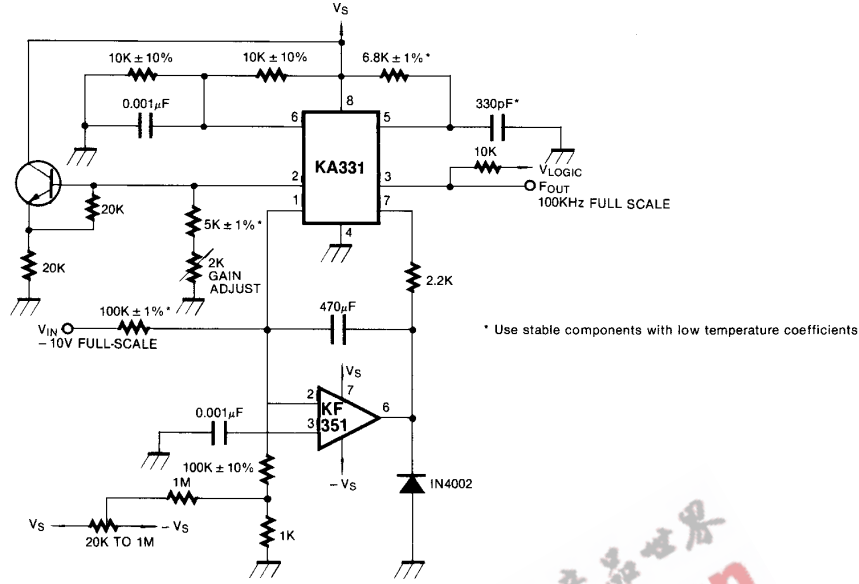 Vs
10K ± 10%
10K ± 10%
6.8K ± 1% *
0.001µF
8
330pF*
6
5
KA331
10K
VLOGIC
2
3
FOUT
100KHz FULL SCALE
1
7
20K
5K ± 1% *
4
20K
2K
GAIN
ADJUST
2.2K
100K ± 1% *
470µF
VIN
– 10V FULL-SCALE
* Use stable components with low temperature coefficients
Vs
7
2
KF
351
6
3
0.001µF
– Vs
100K ± 10%
IN4002
1M
Vs
– Vs
20K TO 1M
1K
品世界